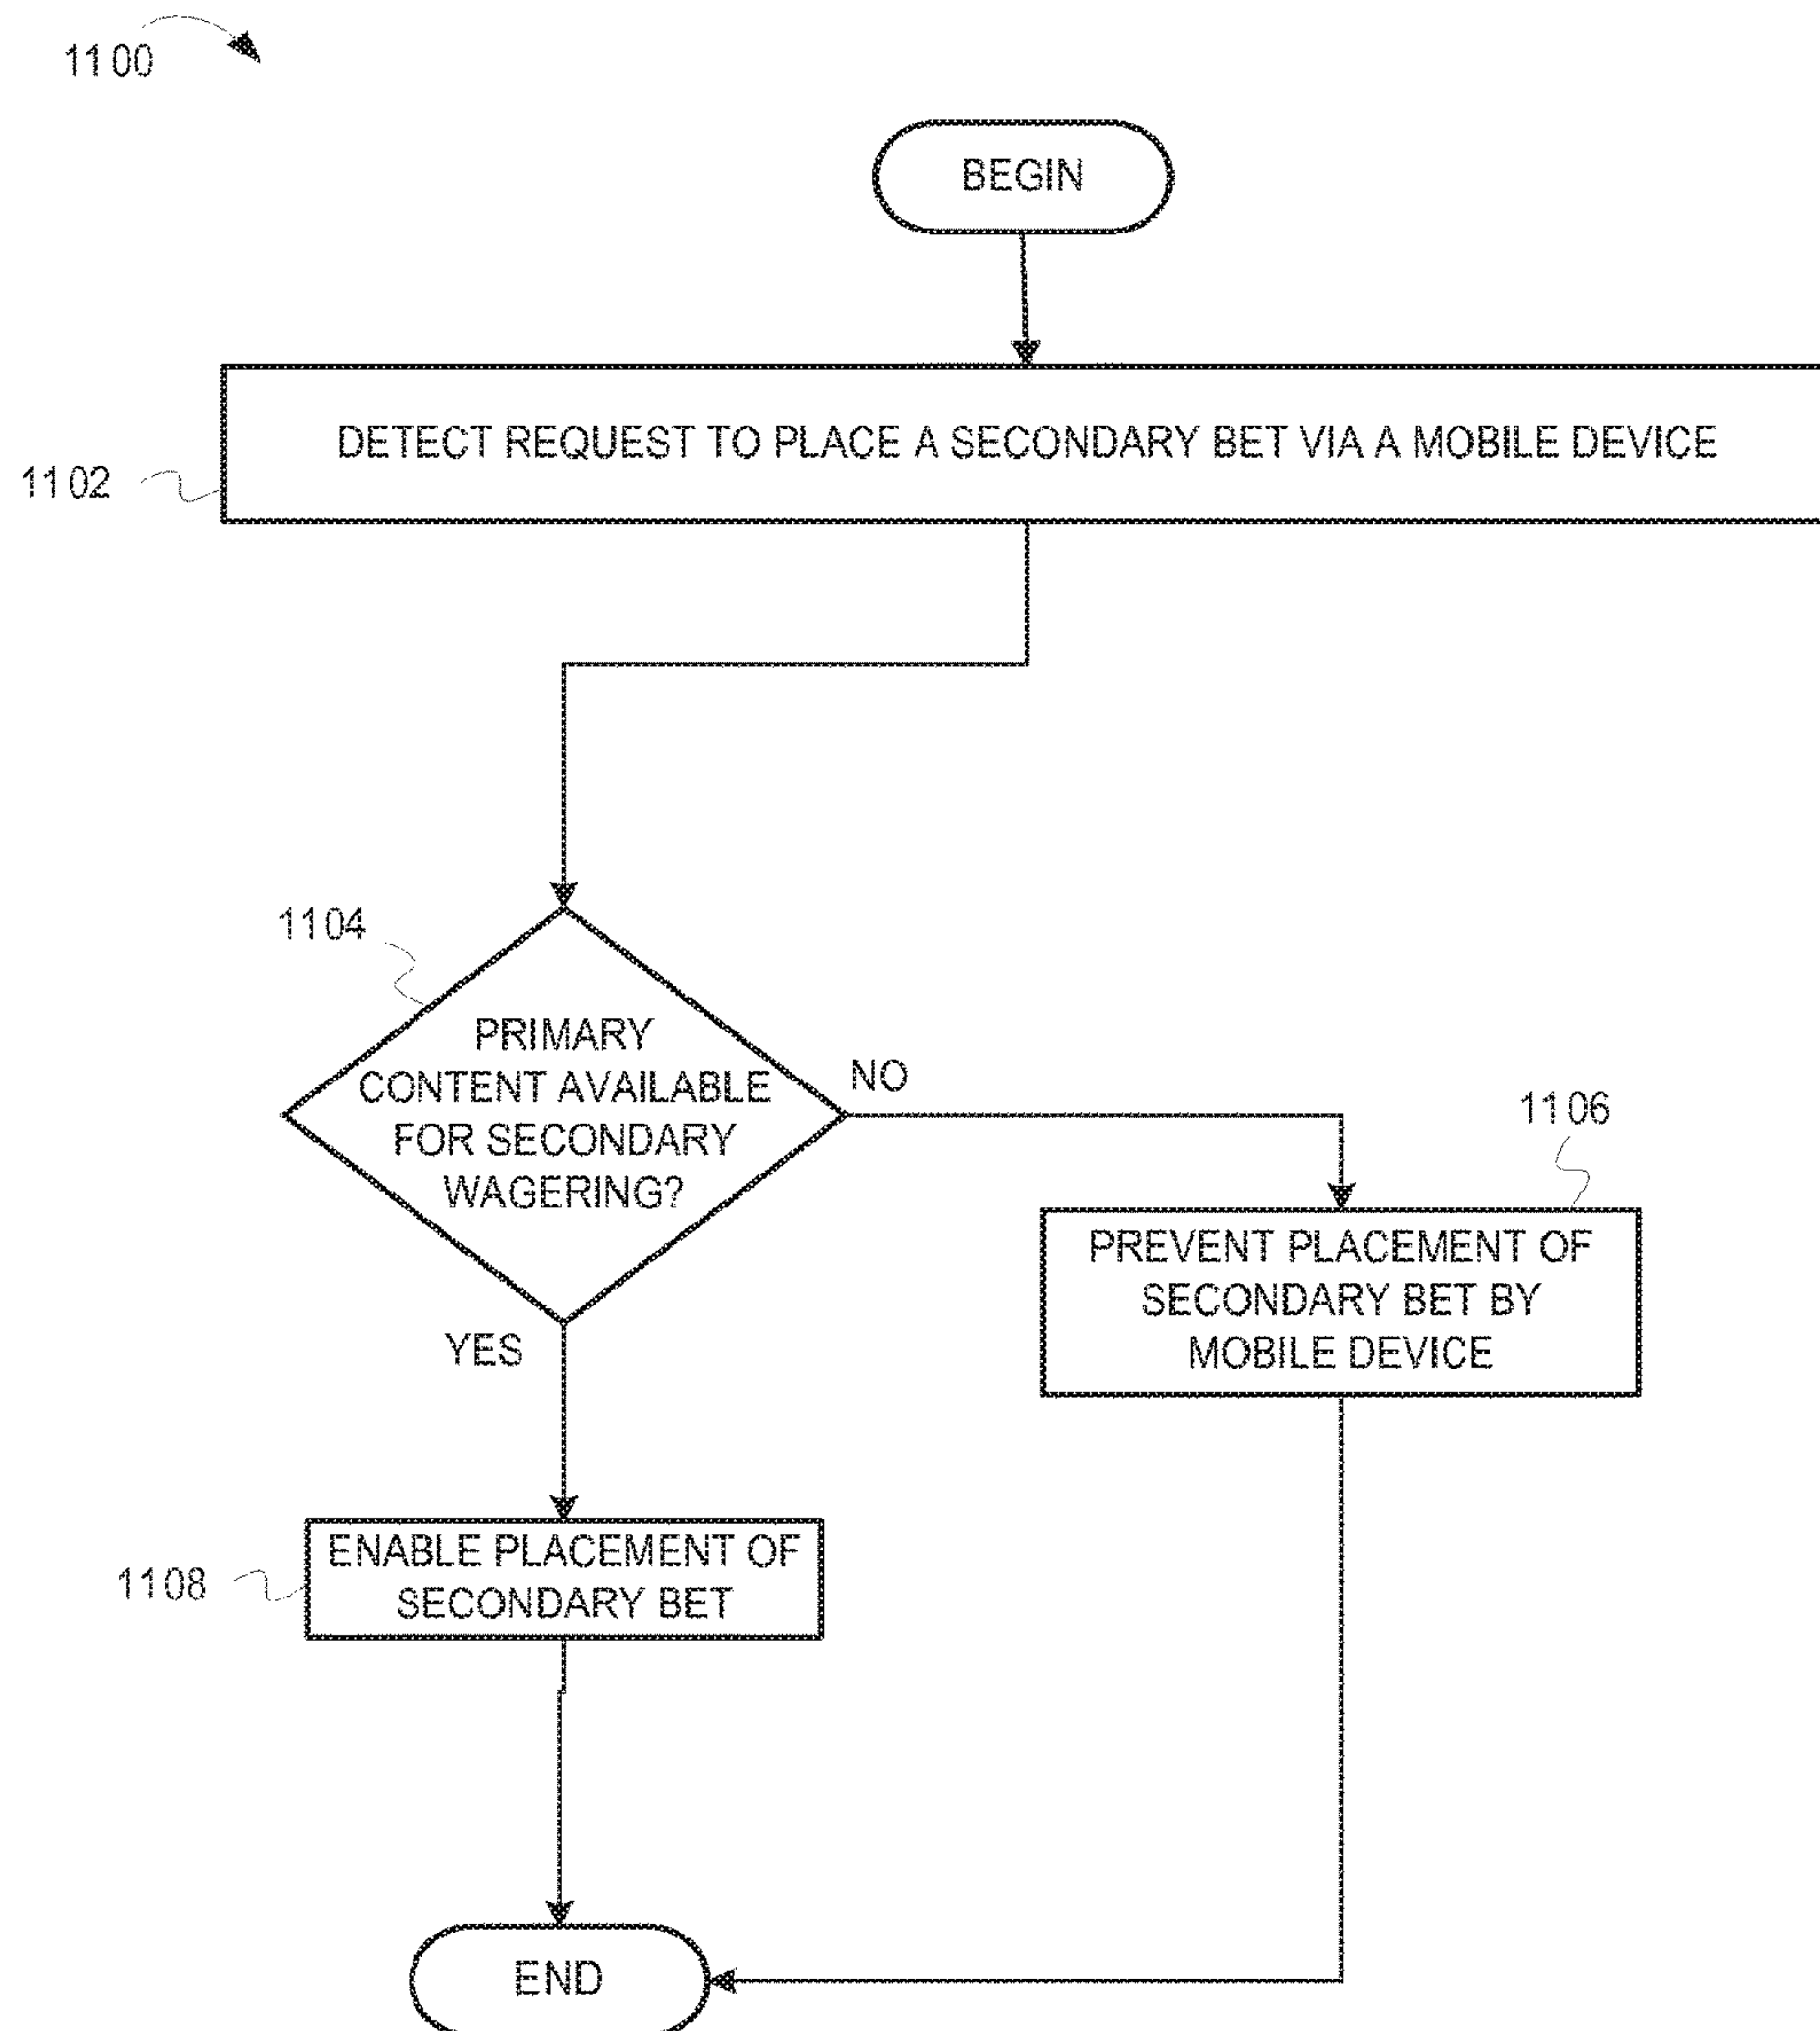 1100
BEGIN
DETECT REQUEST TO PLACE A SECONDARY BET VIA A MOBILE DEVICE
1102
1104
PRIMARY
CONTENT AVAILABLE
FOR SECONDARY
WAGERING?
NO
1106
PREVENT PLACEMENT OF
SECONDARY BET BY
MOBILE DEVICE
YES
ENABLE PLACEMENT OF
SECONDARY BET
1108
END